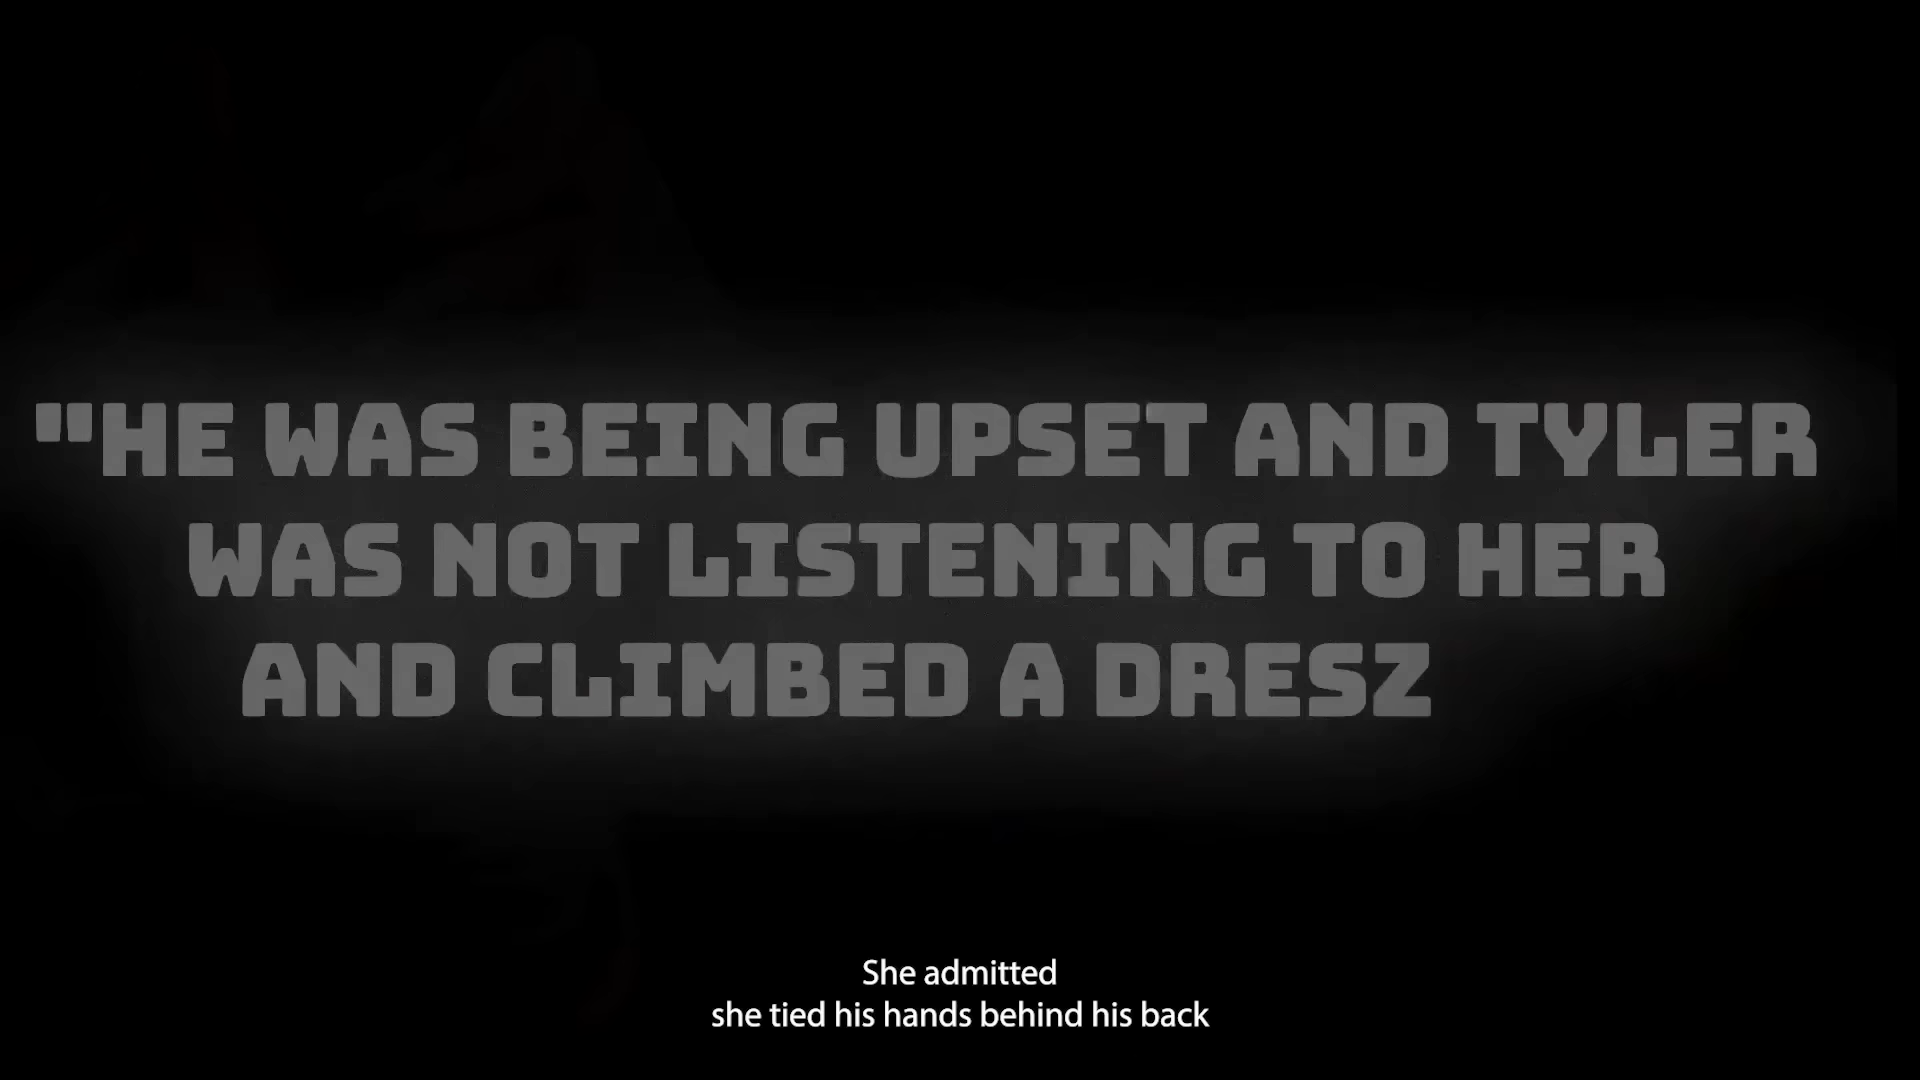 "HE WAS BEING UPSET AND TYLER
WAS NOT LISTENING TO HER
AND CLIMBED A DRESZ
She admitted
she tied his hands behind his back